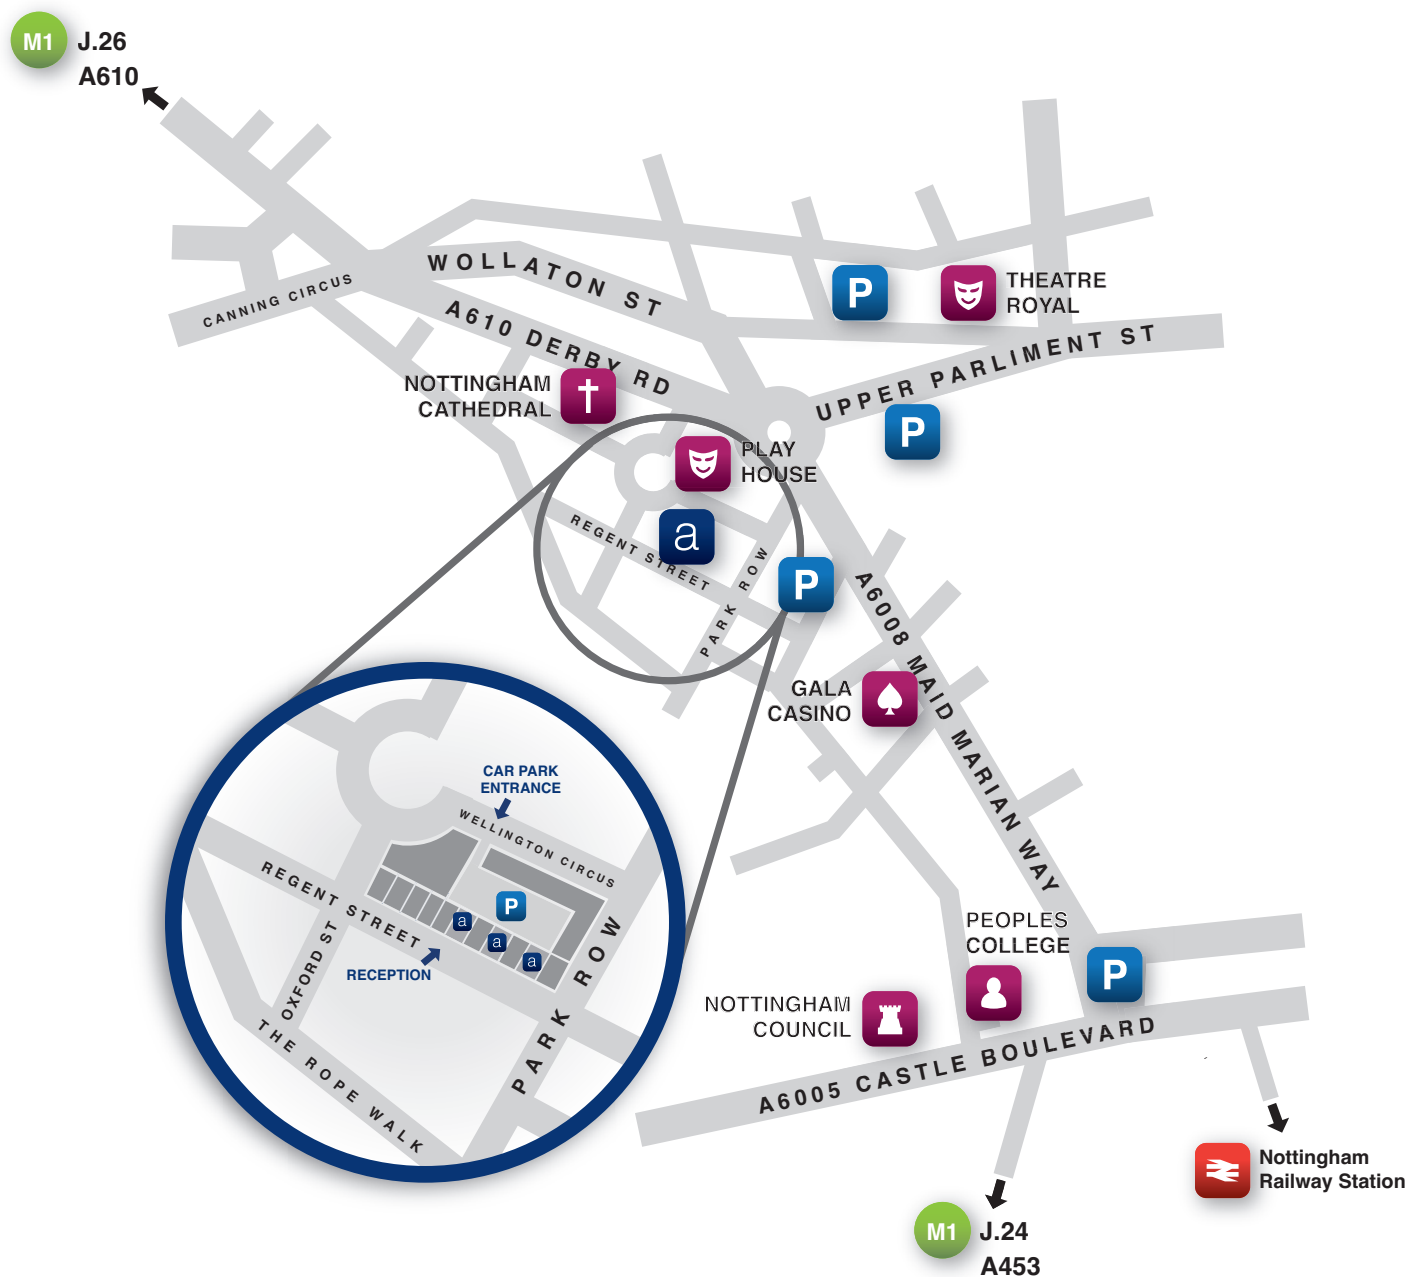 M1 J.26
A610
CANNING CIRCUS
WOLLATON ST
A610 DERBY RD
P
THEATRE
ROYAL
UPPER PARLIMENT ST
NOTTINGHAM
CATHEDRAL
P
PLAY
HOUSE
a
REGENT STREET
PARK ROW
P
A6008 MAID MARIAN WAY
GALA
CASINO
CAR PARK
ENTRANCE
WELLINGTON CIRCUS
REGENT STREET
P
a
a
a
RECEPTION
OXFORD ST
PARK ROW
THE ROPE WALK
PEOPLES
COLLEGE
P
NOTTINGHAM
COUNCIL
A6005 CASTLE BOULEVARD
Nottingham
Railway Station
M1 J.24
A453